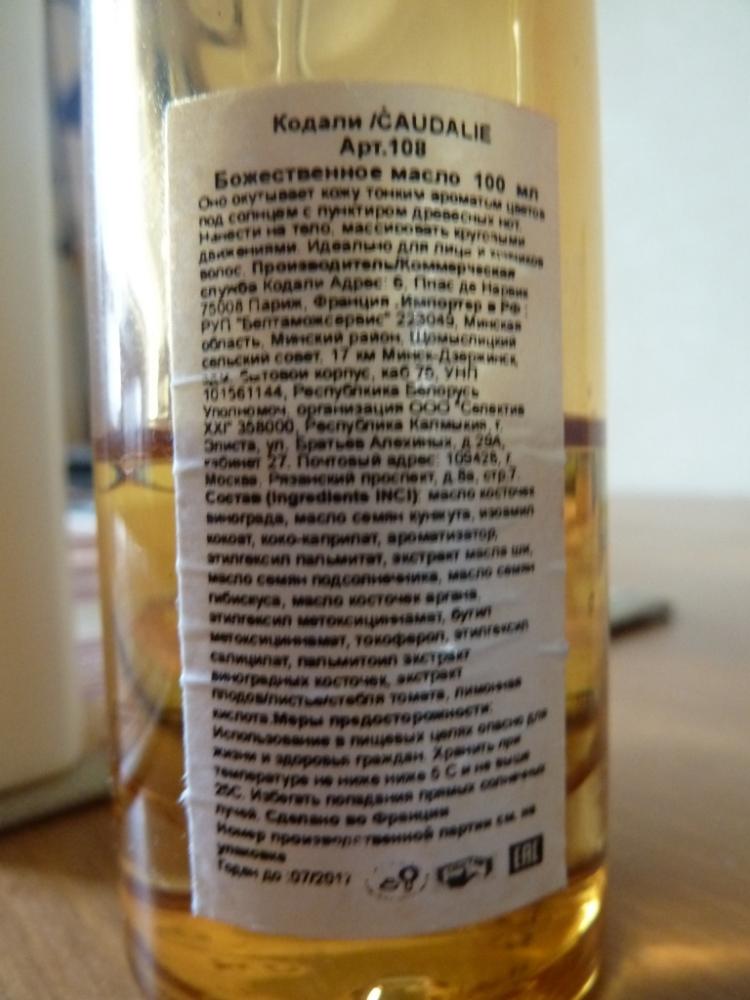 Кодали /CAUDALIE
Арт.108
Божественное масло 100 мл
Оно окутывает кожу тонким ароматом цветов
под солнцем с пунктиром древесных нот.
Нанести на тело, массировать круговыми
движениями. Идеально для лица и кончиков
волос. Производитель/Коммерческая
служба Кодали Адрес: 6, Плас де Нарвик
75008 Париж, Франция .Импортер в РФ :
РУП "Белтаможсервис" 223049, Минская
область, Минский район, Щомыслицкий
сельский совет, 17 км Минск-Дзержинск,
бытовой корпус, каб 75, УНП
101561144, Республика Беларусь
Уполномоч. организация ООО "Селектив
ХХГ 358000, Республика Калмыкия, г.
Элиста, ул. Братьев Алехиных, д 29А,
кабинет 27. Почтовый адрес: 109428, г.
Москва, Рязанский проспект, д.8а, стр.7.
Состав (Ingredients INCI): масло косточек
винограда, масло семян кунжута, изоамил
кокоат, коко-каприлат, ароматизатор,
этилгексил пальмитат, экстракт масла ши,
масло семян подсолнечника, масло семян
гибискуса, масло косточек аргана,
этилгексил метоксициннамат, бутил
метоксициннамат, токоферол, этилгексил
салицилат, пальмитоил экстракт
виноградных косточек, экстракт
плодов/листье/стебля томата, лимонная
кислота.Меры предосторожности:
Использование в пищевых целях опасно для
жизни и здоровья граждан. Хранить при
температуре не ниже ниже 5 С и не выше
25С. Избегать попадания прямых солнечных
лучей. Сделано во Франции
Номер производственной партии см. на
упаковке
Годен до :07/2017
EAC